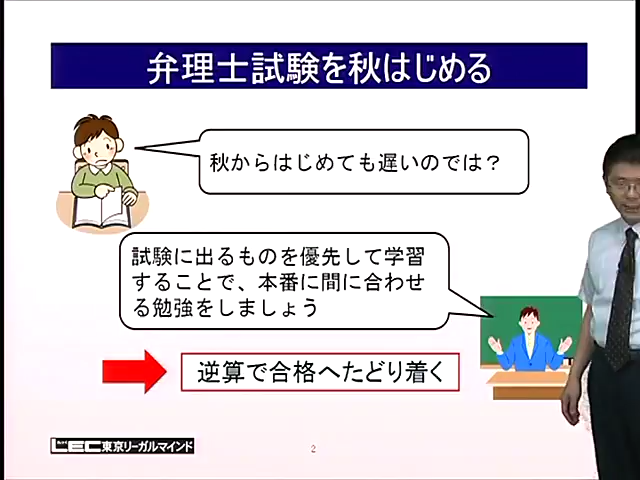 弁理士試験を秋はじめる
秋からはじめても遅いのでは？
試験に出るものを優先して学習
することで、本番に間に合わせ
る勉強をしましょう
逆算で合格へたどり着く
LEC東京リーガルマインド
2